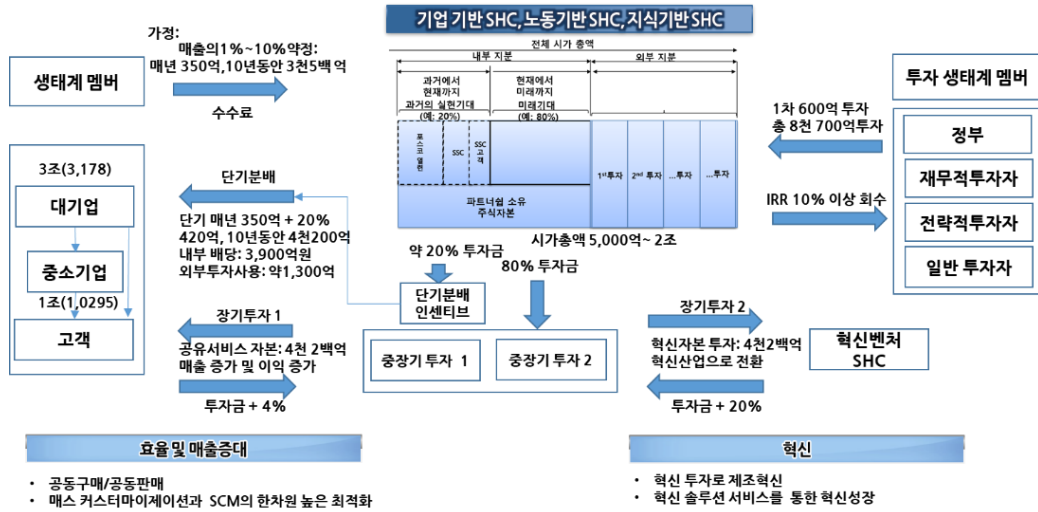 기업 기반 SHC, 노동기반 SHC, 지식기반 SHC
전체 시가 총액
내부 지분
외부 지분
과거에서
현재까지
과거의 실현기대
(예: 20%)
현재에서
미래까지
미래기대
(예: 80%)
포스코 얼런
SSC
SSC 고객
1st투자
2nd 투자
...투자
...투자
파트너쉽 소유
주식자본
시가총액 5,000억~ 2조
가정:
매출의1%~10%약정:
매년 350억,10년동안 3천5백 억
생태계 멤버
수수료
3조(3,178)
대기업
중소기업
1조(1,0295)
고객
단기분배
단기 매년 350억 + 20%
420억, 10년동안 4천200억
내부 배당: 3,900억원
외부투자사용: 약1,300억
약 20% 투자금
80% 투자금
단기분배
인센티브
장기투자 1
공유서비스 자본: 4천 2백억
매출 증가 및 이익 증가
투자금 + 4%
중장기 투자 1
중장기 투자 2
장기투자 2
혁신자본 투자: 4천2백억
혁신산업으로 전환
투자금 + 20%
혁신벤처
SHC
투자 생태계 멤버
1차 600억 투자
총 8천 700억투자
IRR 10% 이상 회수
정부
재무적투자자
전략적투자자
일반 투자자
효율 및 매출증대
• 공동구매/공동판매
• 매스 커스터마이제이션과 SCM의 한차원 높은 최적화
혁신
• 혁신 투자로 제조혁신
• 혁신 솔루션 서비스를 통한 혁신성장